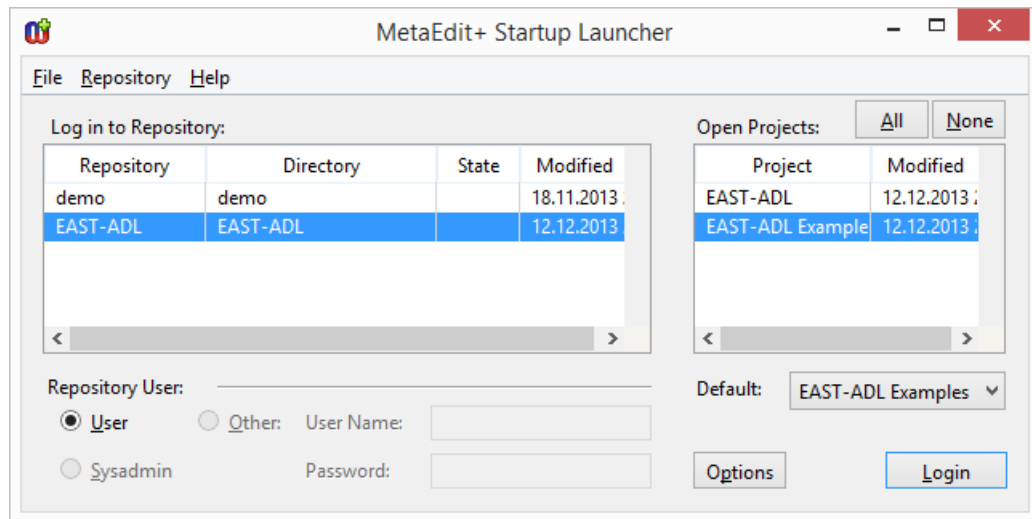 MetaEdit+ Startup Launcher
File Repository Help
Log in to Repository:
Repository Directory State Modified
demo demo 18.11.2013
EAST-ADL EAST-ADL 12.12.2013
Open Projects: All None
Project Modified
EAST-ADL 12.12.2013
EAST-ADL Example 12.12.2013
Repository User:
User Other: User Name:
Sysadmin Password:
Default: EAST-ADL Examples
Options Login